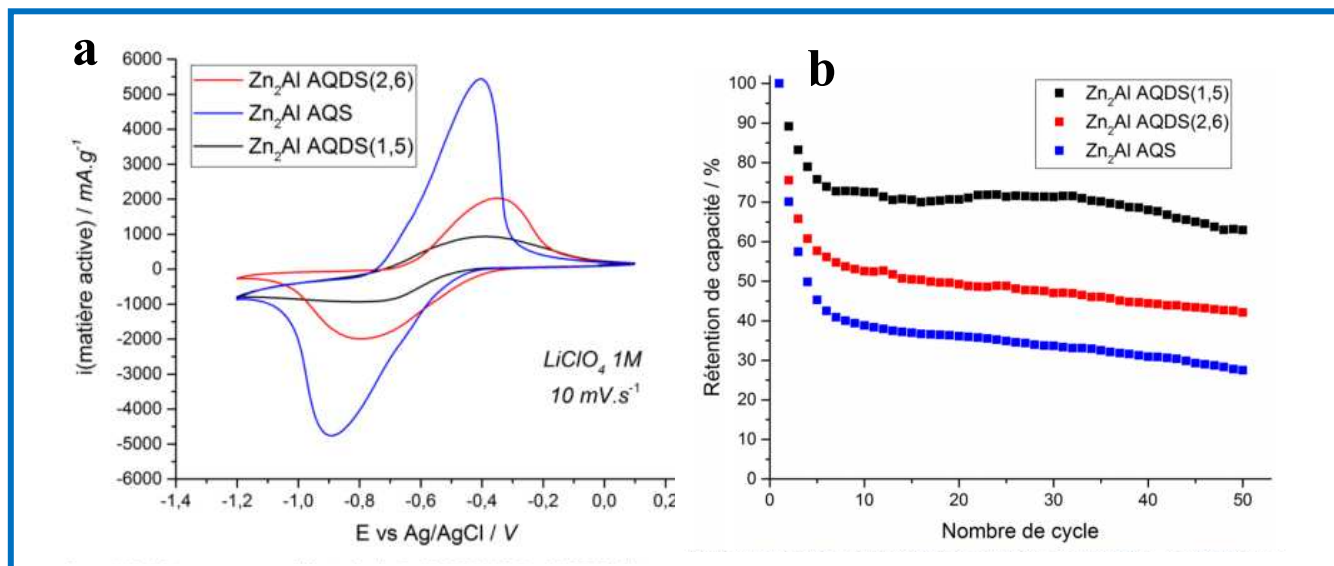 a
6000
5000
4000
3000
2000
1000
0
-1000
-2000
-3000
-4000
-5000
-6000
i(matière active) / mA.g⁻¹
Zn₂Al AQDS(2,6)
Zn₂Al AQS
Zn₂Al AQDS(1,5)
LiClO₄ 1M
10 mV.s⁻¹
-1,4 -1,2 -1,0 -0,8 -0,6 -0,4 -0,2 0,0 0,2
E vs Ag/AgCl / V
b
100
90
80
70
60
50
40
30
20
10
0
Rétention de capacité / %
Zn₂Al AQDS(1,5)
Zn₂Al AQDS(2,6)
Zn₂Al AQS
0 10 20 30 40 50
Nombre de cycle